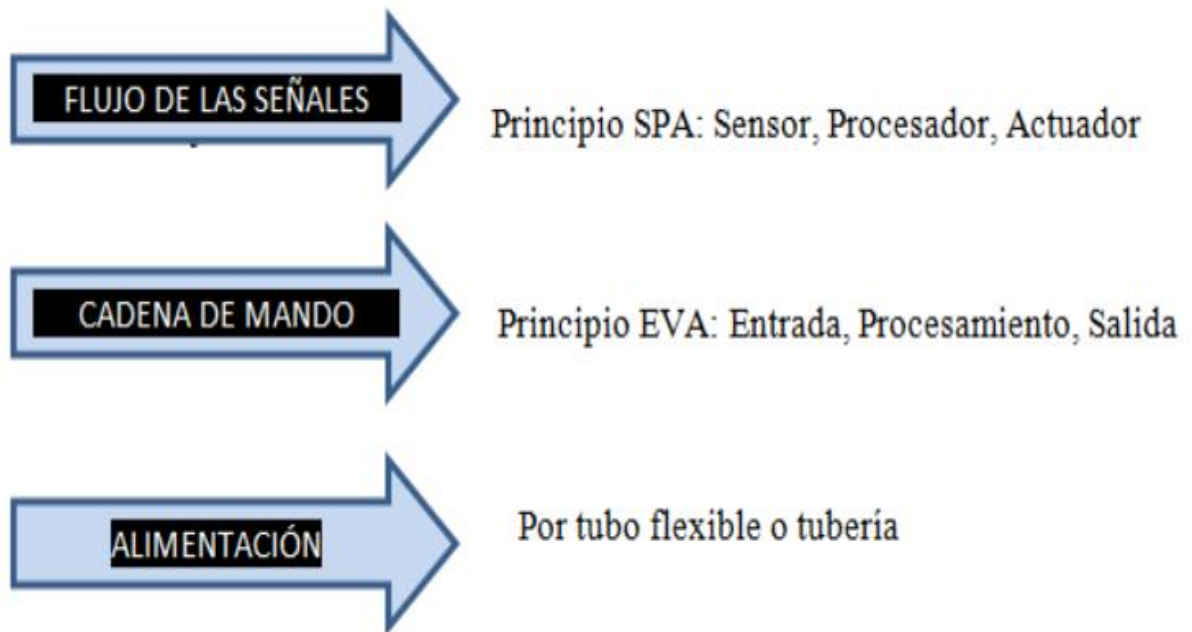 FLUJO DE LAS SEÑALES
Principio SPA: Sensor, Procesador, Actuador
CADENA DE MANDO
Principio EVA: Entrada, Procesamiento, Salida
ALIMENTACIÓN
Por tubo flexible o tubería